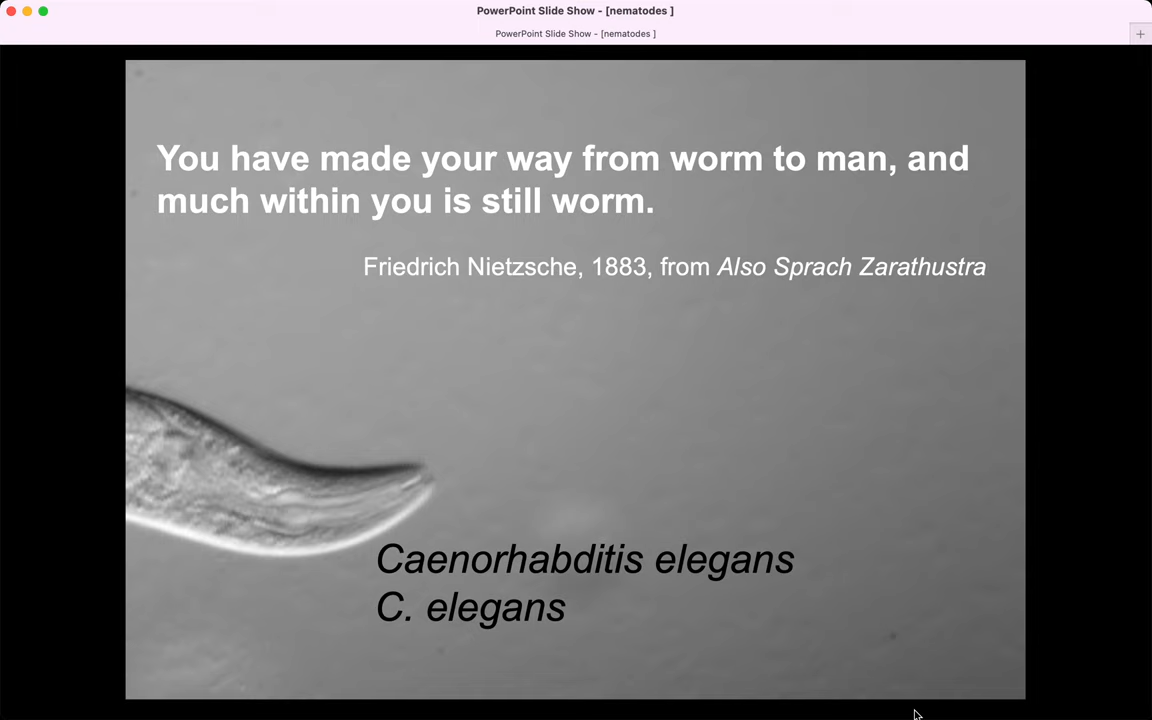 PowerPoint Slide Show - [nematodes ]
PowerPoint Slide Show - [nematodes ]
You have made your way from worm to man, and
much within you is still worm.
Friedrich Nietzsche, 1883, from Also Sprach Zarathustra
Caenorhabditis elegans
C. elegans